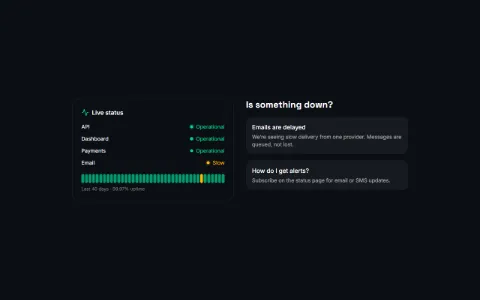 Live status
API
Operational
Dashboard
Operational
Payments
Operational
Email
Slow
Last 40 days · 99.97% uptime
Is something down?
Emails are delayed
We're seeing slow delivery from one provider. Messages are
queued, not lost.
How do I get alerts?
Subscribe on the status page for email or SMS updates.